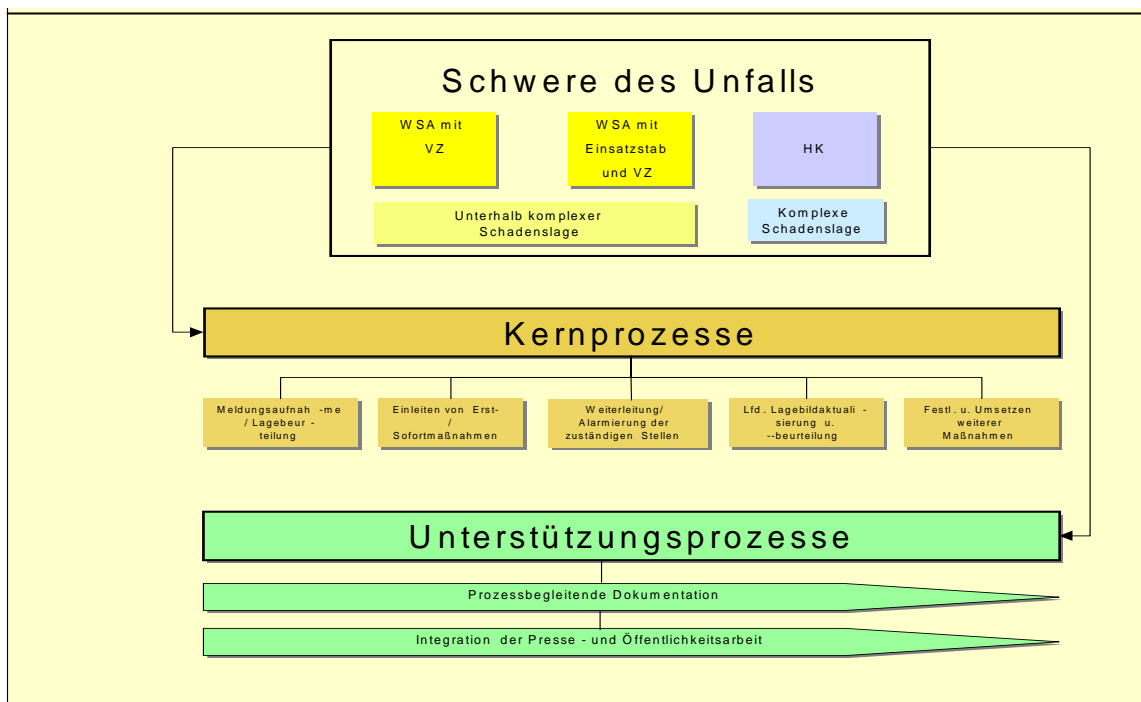 Schwere des Unfalls
WSA mit
VZ
WSA mit
Einsatzstab
und VZ
HK
Unterhalb komplexer
Schadenslage
Komplexe
Schadenslage
Kernprozesse
Meldungsaufnah -me
/ Lagebeur -
teilung
Einleiten von Erst-
/
Sofortmaßnahmen
Weiterleitung/
Alarmierung der
zuständigen Stellen
Lfd. Lagebildaktuali -
sierung u.
--beurteilung
Festl. u. Umsetzen
weiterer
Maßnahmen
Unterstützungsprozesse
Prozessbegleitende Dokumentation
Integration der Presse - und Öffentlichkeitsarbeit